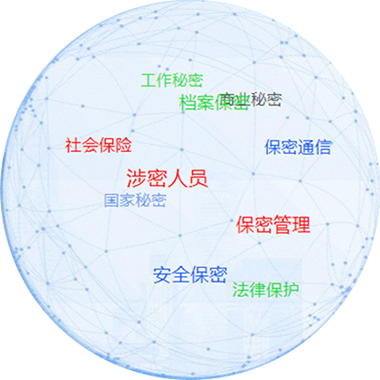 工作秘密
档案保密
商业秘密
社会保险
保密通信
涉密人员
国家秘密
保密管理
安全保密
法律保护